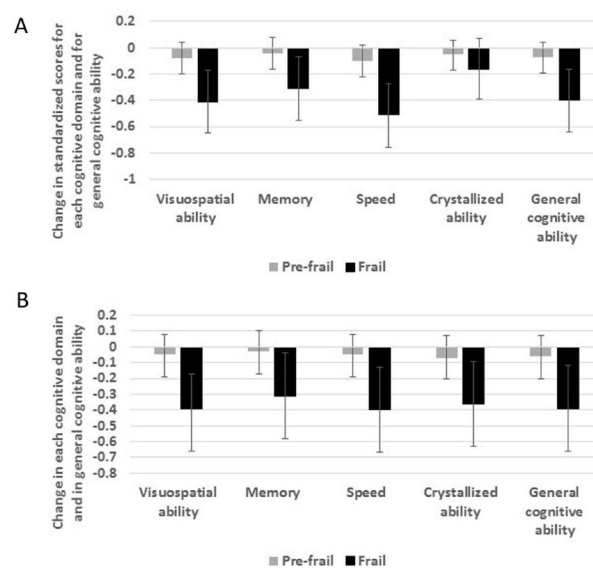 A
Change in standardized scores for
each cognitive domain and for
general cognitive ability
0.2
0
-0.2
-0.4
-0.6
-0.8
-1
Visuospatial
ability
Memory
Speed
Crystallized
ability
General
cognitive
ability
Pre-frail Frail
B
Change in each cognitive domain
and in general cognitive ability
0.2
0.1
0
-0.1
-0.2
-0.3
-0.4
-0.5
-0.6
-0.7
-0.8
Visuospatial
ability
Memory
Speed
Crystallized
ability
General
cognitive
ability
Pre-frail Frail